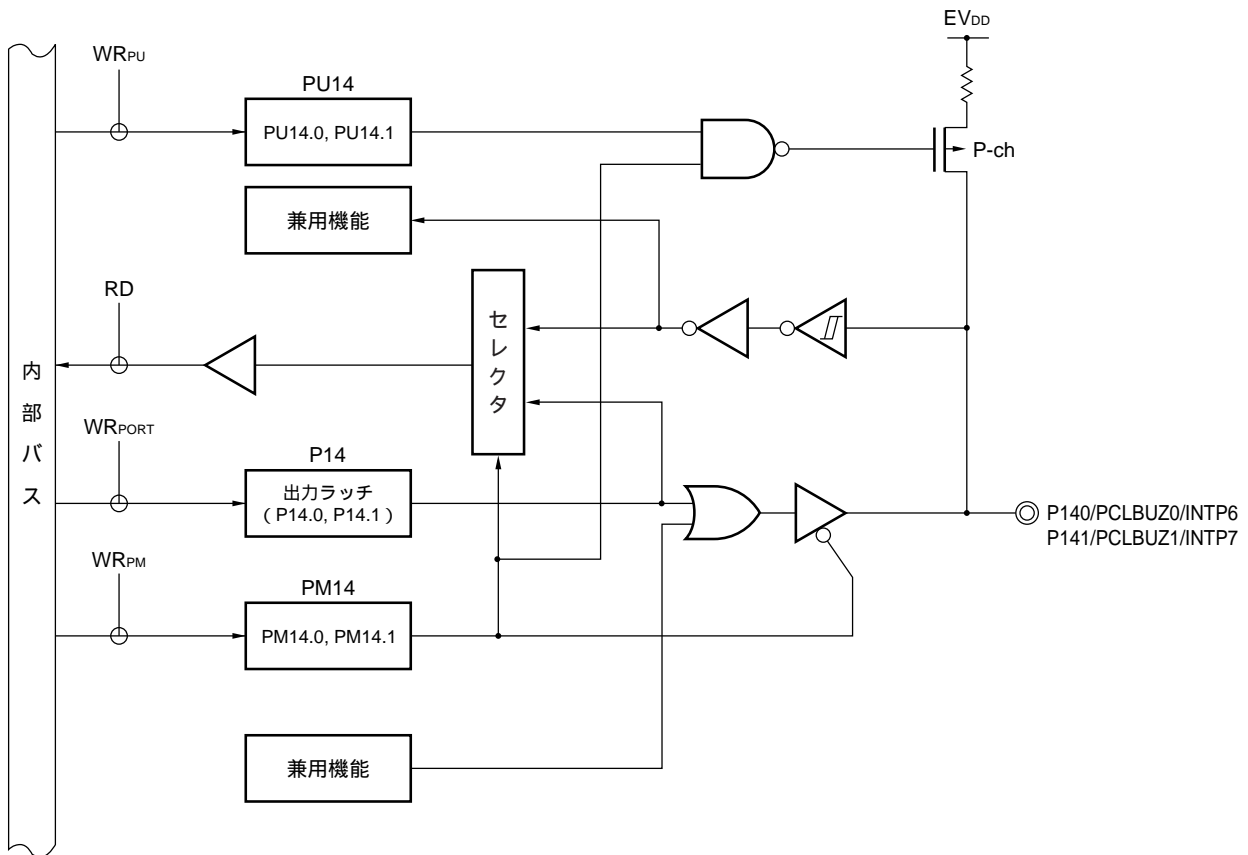 EVDD
WRPU
PU14
PU14.0, PU14.1
P-ch
兼用機能
RD
セレクタ
内部バス
WRPORT
P14
出力ラッチ
( P14.0, P14.1 )
P140/PCLBUZ0/INTP6
P141/PCLBUZ1/INTP7
WRPM
PM14
PM14.0, PM14.1
兼用機能